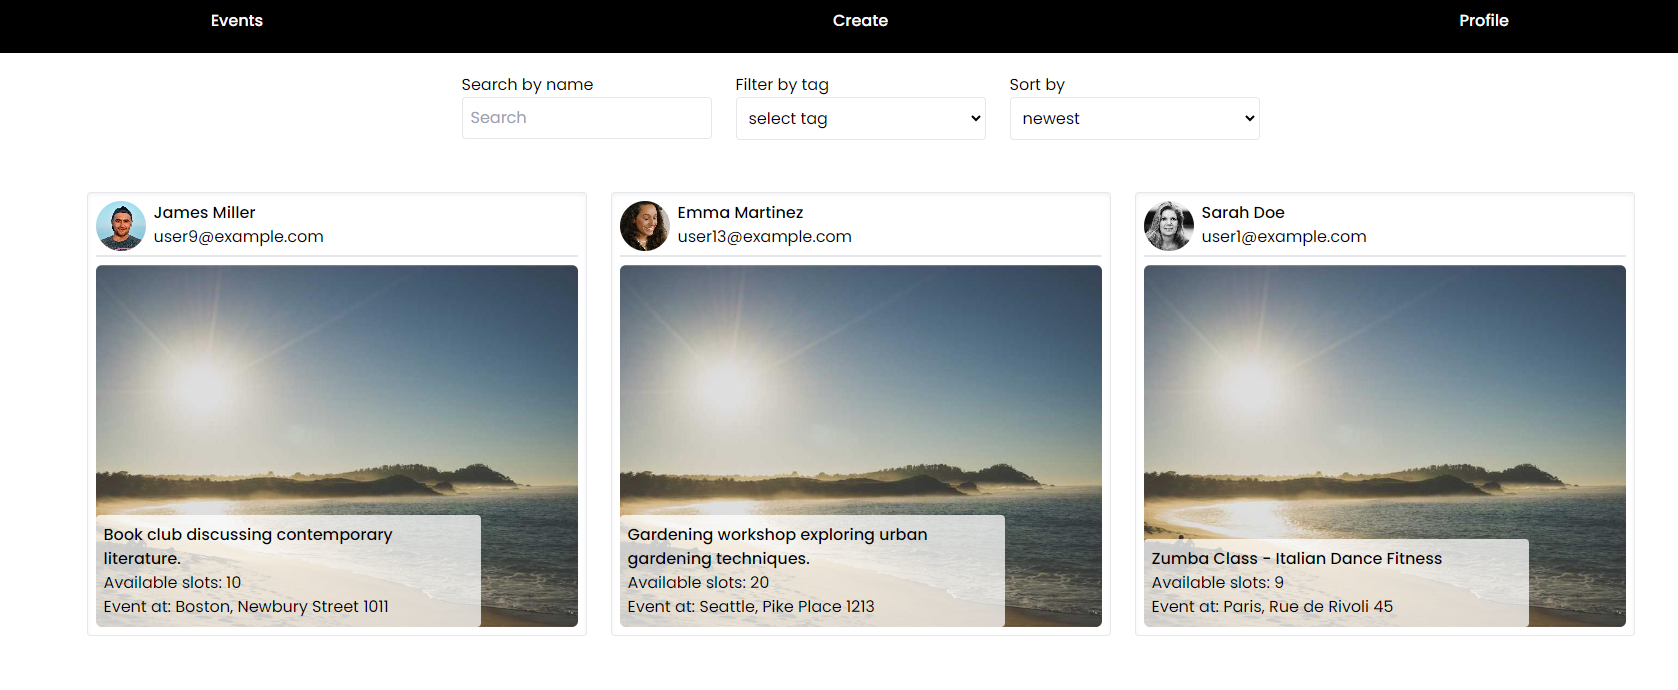 Events
Create
Profile
Search by name
Filter by tag
Sort by
Search
select tag
newest
James Miller
user9@example.com
Emma Martinez
user13@example.com
Sarah Doe
user1@example.com
Book club discussing contemporary
literature.
Available slots: 10
Event at: Boston, Newbury Street 1011
Gardening workshop exploring urban
gardening techniques.
Available slots: 20
Event at: Seattle, Pike Place 1213
Zumba Class - Italian Dance Fitness
Available slots: 9
Event at: Paris, Rue de Rivoli 45